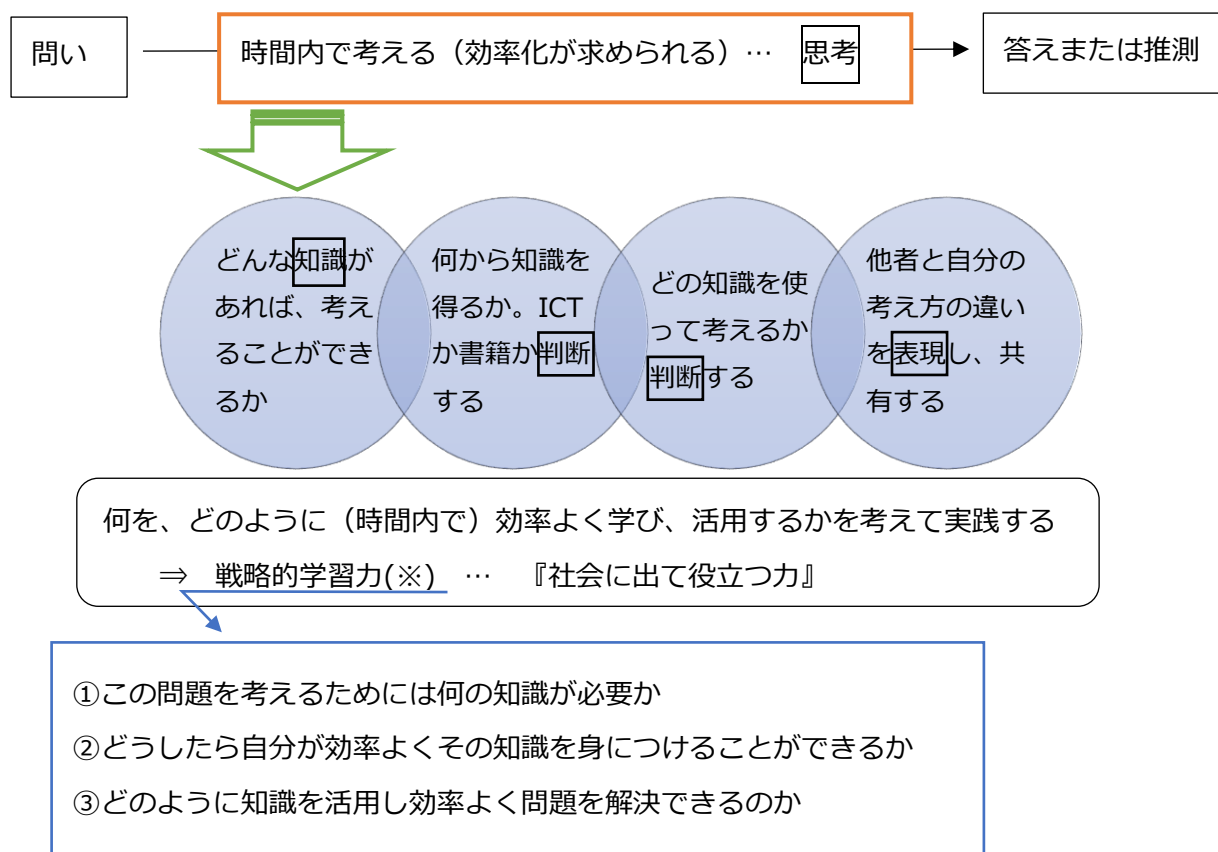 問い
時間内で考える（効率化が求められる）… 思考
答えまたは推測
どんな知識が
あれば、考え
ることができ
るか
何から知識を
得るか。ICT
か書籍か判断
する
どの知識を使
って考えるか
判断する
他者と自分の
考え方の違い
を表現し、共
有する
何を、どのように（時間内で）効率よく学び、活用するかを考えて実践する
⇒ 戦略的学習力(※) … 『社会に出て役立つ力』
①この問題を考えるためには何の知識が必要か
②どうしたら自分が効率よくその知識を身につけることができるか
③どのように知識を活用し効率よく問題を解決できるのか